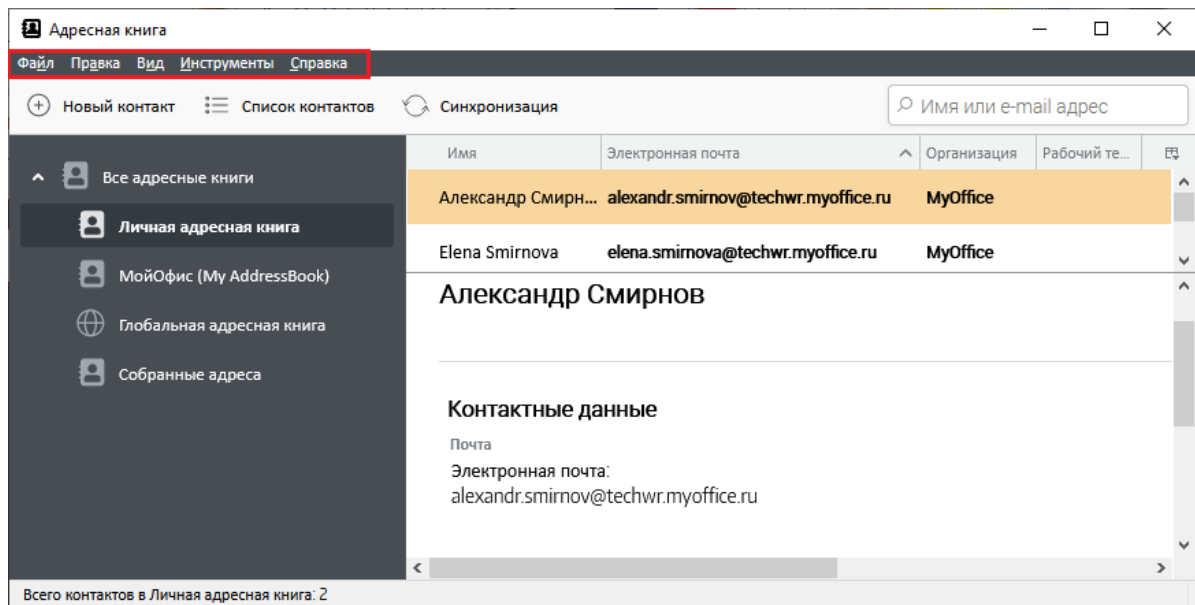 Адресная книга
Файл Правка Вид Инструменты Справка
Новый контакт Список контактов Синхронизация Имя или e-mail адрес
Имя Электронная почта Организация Рабочий те...
Все адресные книги
Александр Смирн... alexandr.smirnov@techwr.myoffice.ru MyOffice
Личная адресная книга
Elena Smirnova elena.smirnova@techwr.myoffice.ru MyOffice
МойОфис (My AddressBook)
Глобальная адресная книга
Собранные адреса
Александр Смирнов
Контактные данные
Почта
Электронная почта:
alexandr.smirnov@techwr.myoffice.ru
Всего контактов в Личная адресная книга: 2